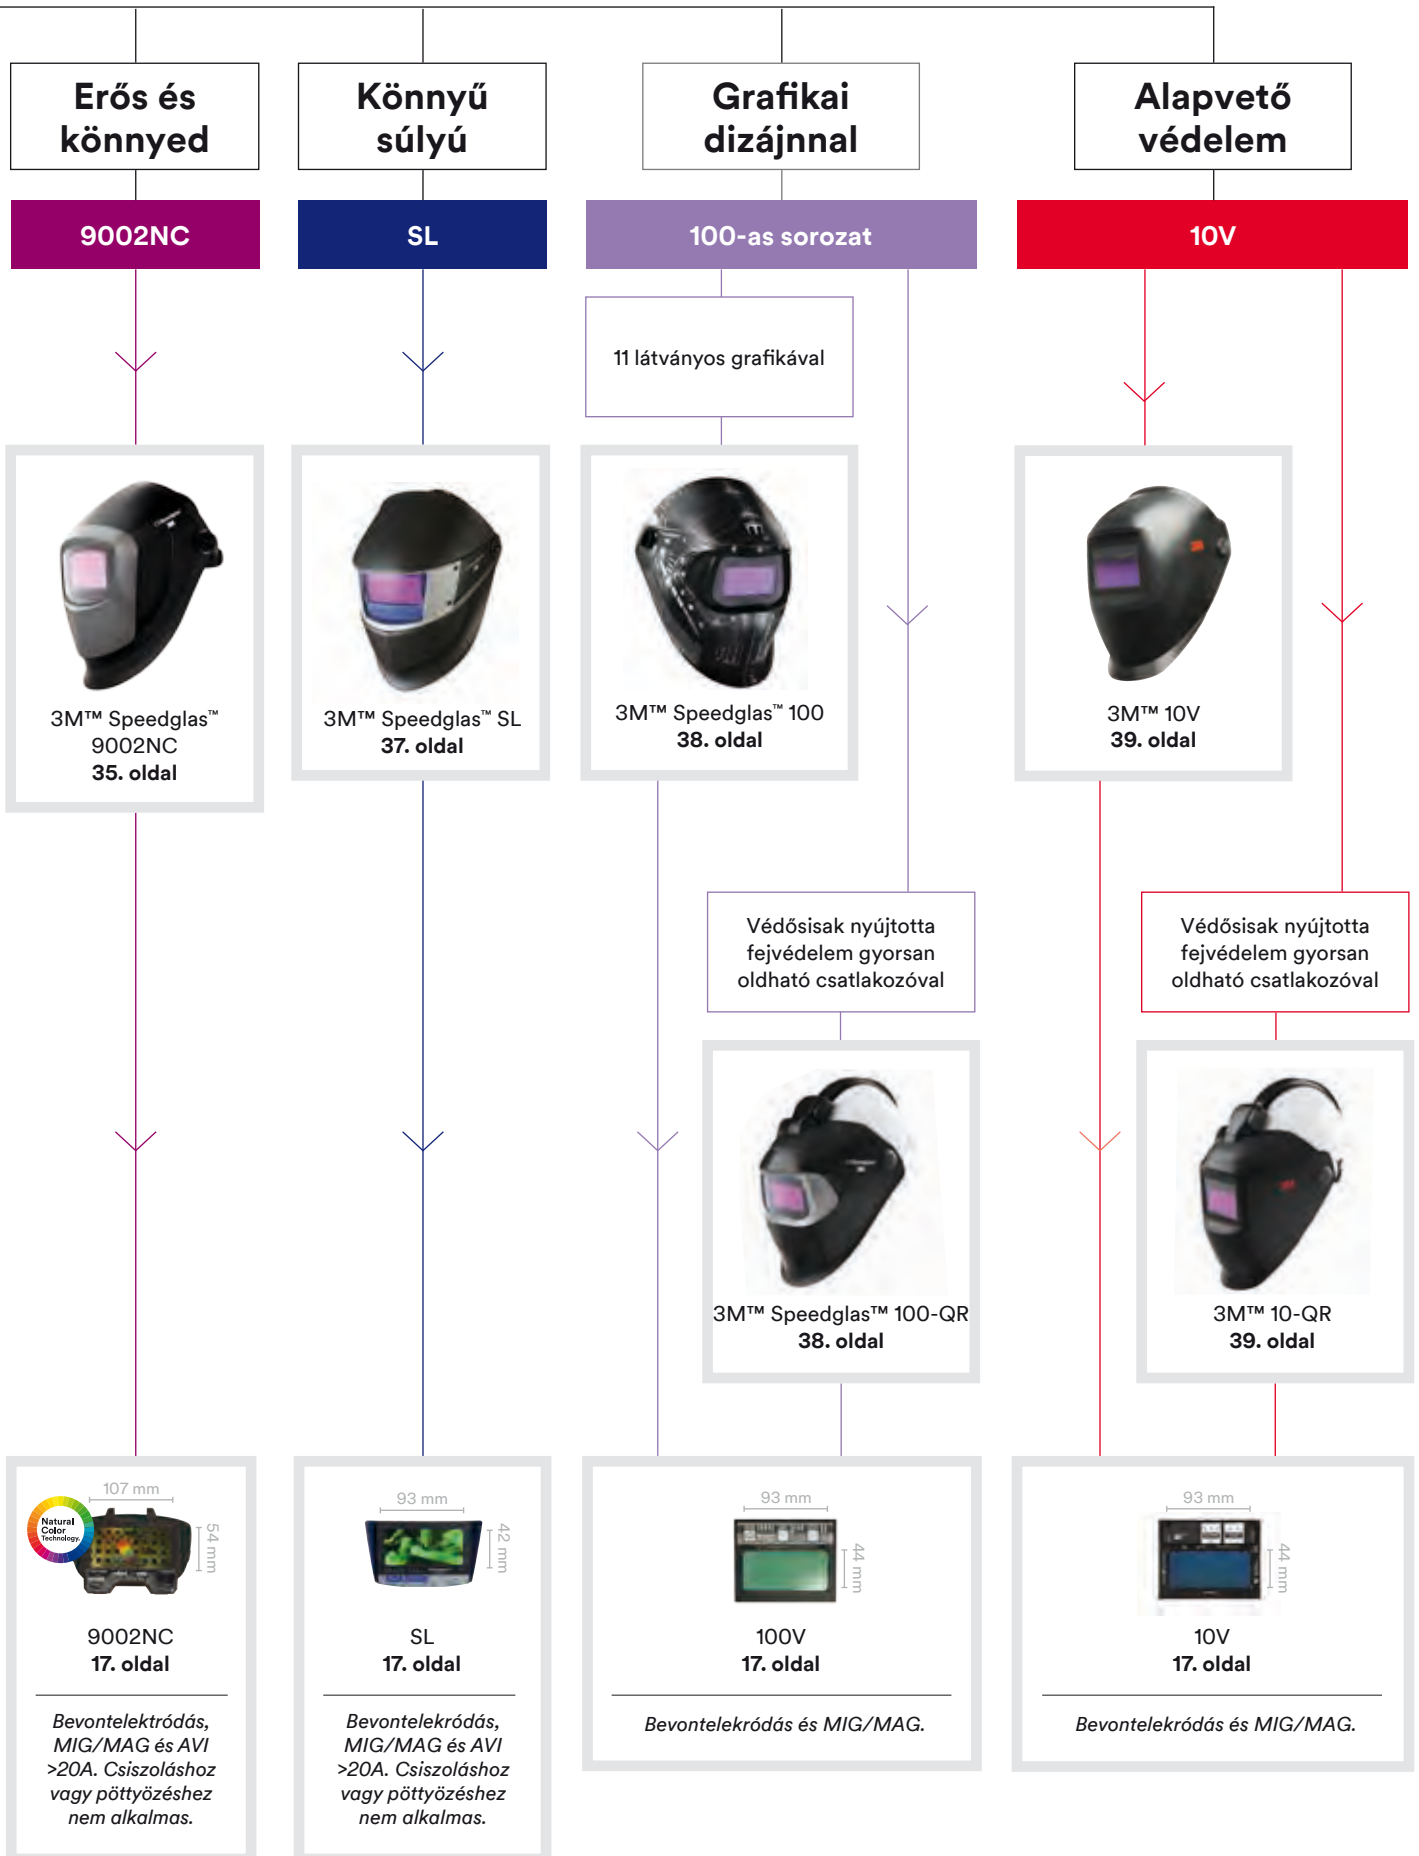 Erős és
könnyed
Könnyű
súlyú
Grafikai
dizájnnal
Alapvető
védelem
9002NC
SL
100-as sorozat
10V
11 látványos grafikával
3M™ Speedglas™
9002NC
35. oldal
3M™ Speedglas™ SL
37. oldal
3M™ Speedglas™ 100
38. oldal
3M™ 10V
39. oldal
Védősisak nyújtotta
fejvédelem gyorsan
oldható csatlakozóval
Védősisak nyújtotta
fejvédelem gyorsan
oldható csatlakozóval
3M™ Speedglas™ 100-QR
38. oldal
3M™ 10-QR
39. oldal
107 mm
54 mm
Natural
Color
Technology.
9002NC
17. oldal
Bevontelektródás,
MIG/MAG és AVI
>20A. Csiszoláshoz
vagy pöttyözéshez
nem alkalmas.
93 mm
42 mm
SL
17. oldal
Bevontelekródás,
MIG/MAG és AVI
>20A. Csiszoláshoz
vagy pöttyözéshez
nem alkalmas.
93 mm
44 mm
100V
17. oldal
Bevontelekródás és MIG/MAG.
93 mm
44 mm
10V
17. oldal
Bevontelekródás és MIG/MAG.